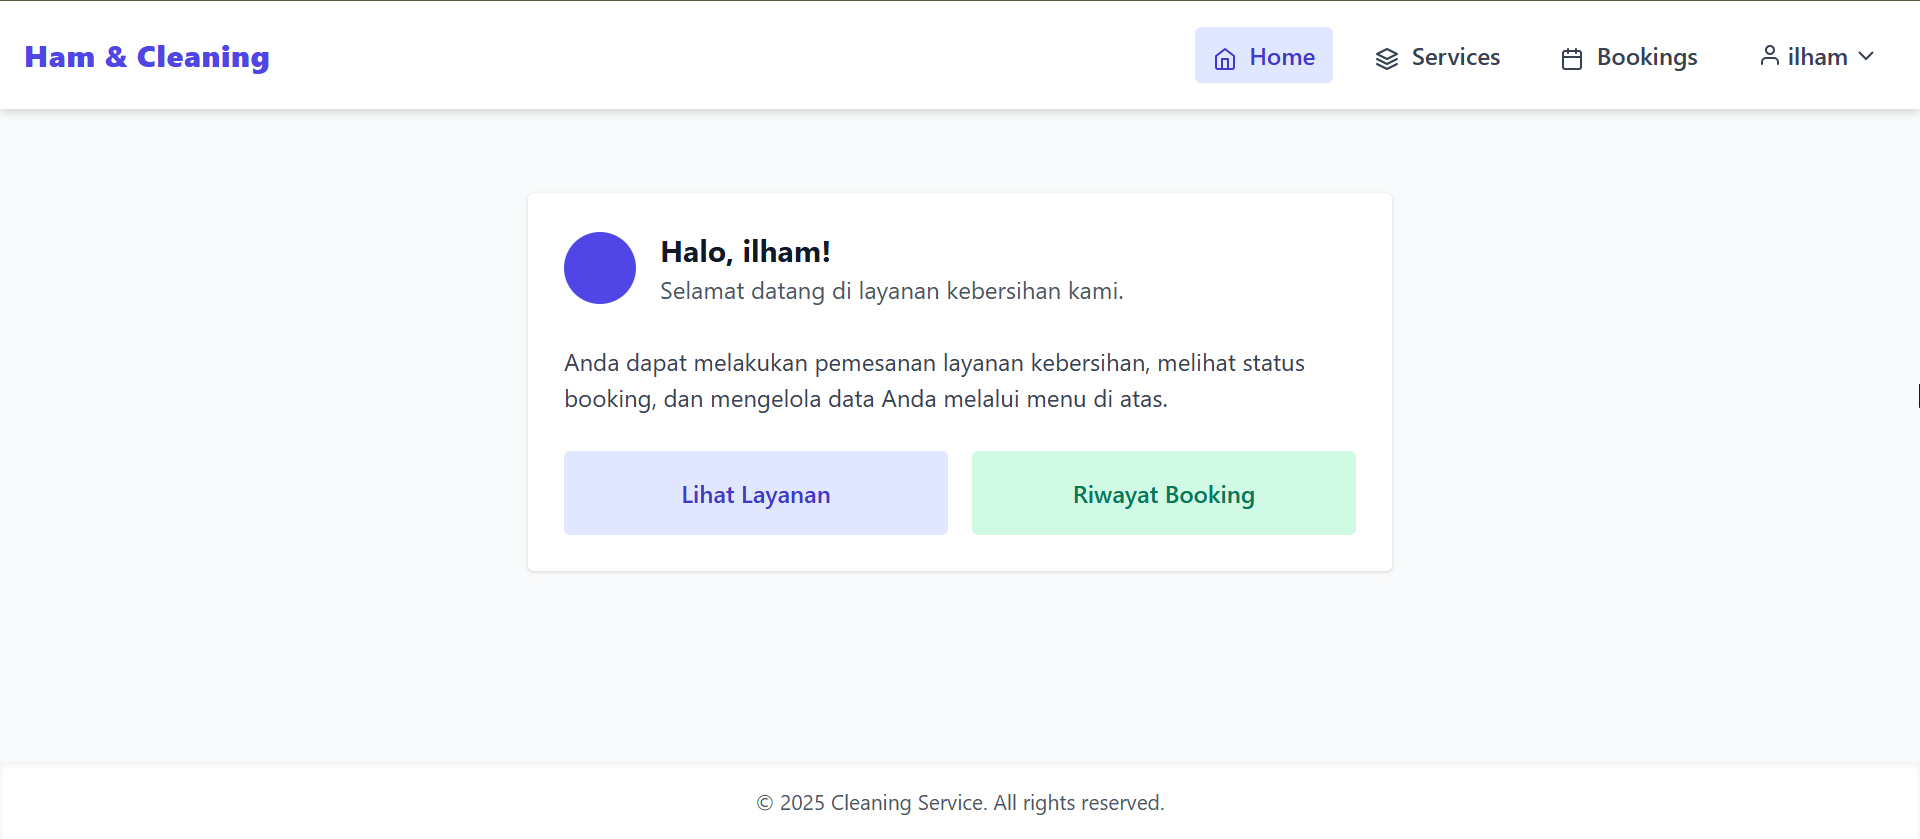 Ham & Cleaning
Home
Services
Bookings
ilham
Halo, ilham!
Selamat datang di layanan kebersihan kami.
Anda dapat melakukan pemesanan layanan kebersihan, melihat status
booking, dan mengelola data Anda melalui menu di atas.
Lihat Layanan
Riwayat Booking
© 2025 Cleaning Service. All rights reserved.